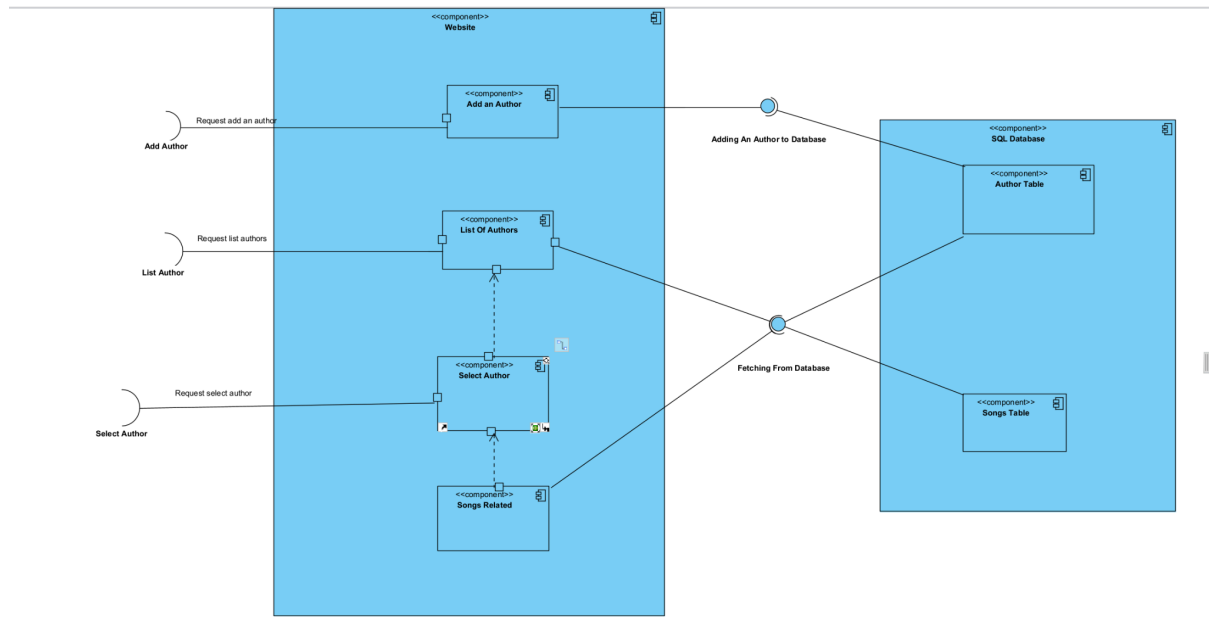 <<component>>
Website
<<component>>
Add an Author
Request add an author
Add Author
Adding An Author to Database
<<component>>
SQL Database
<<component>>
Author Table
<<component>>
List Of Authors
Request list authors
List Author
<<component>>
Select Author
Fetching From Database
Request select author
Select Author
<<component>>
Songs Table
<<component>>
Songs Related